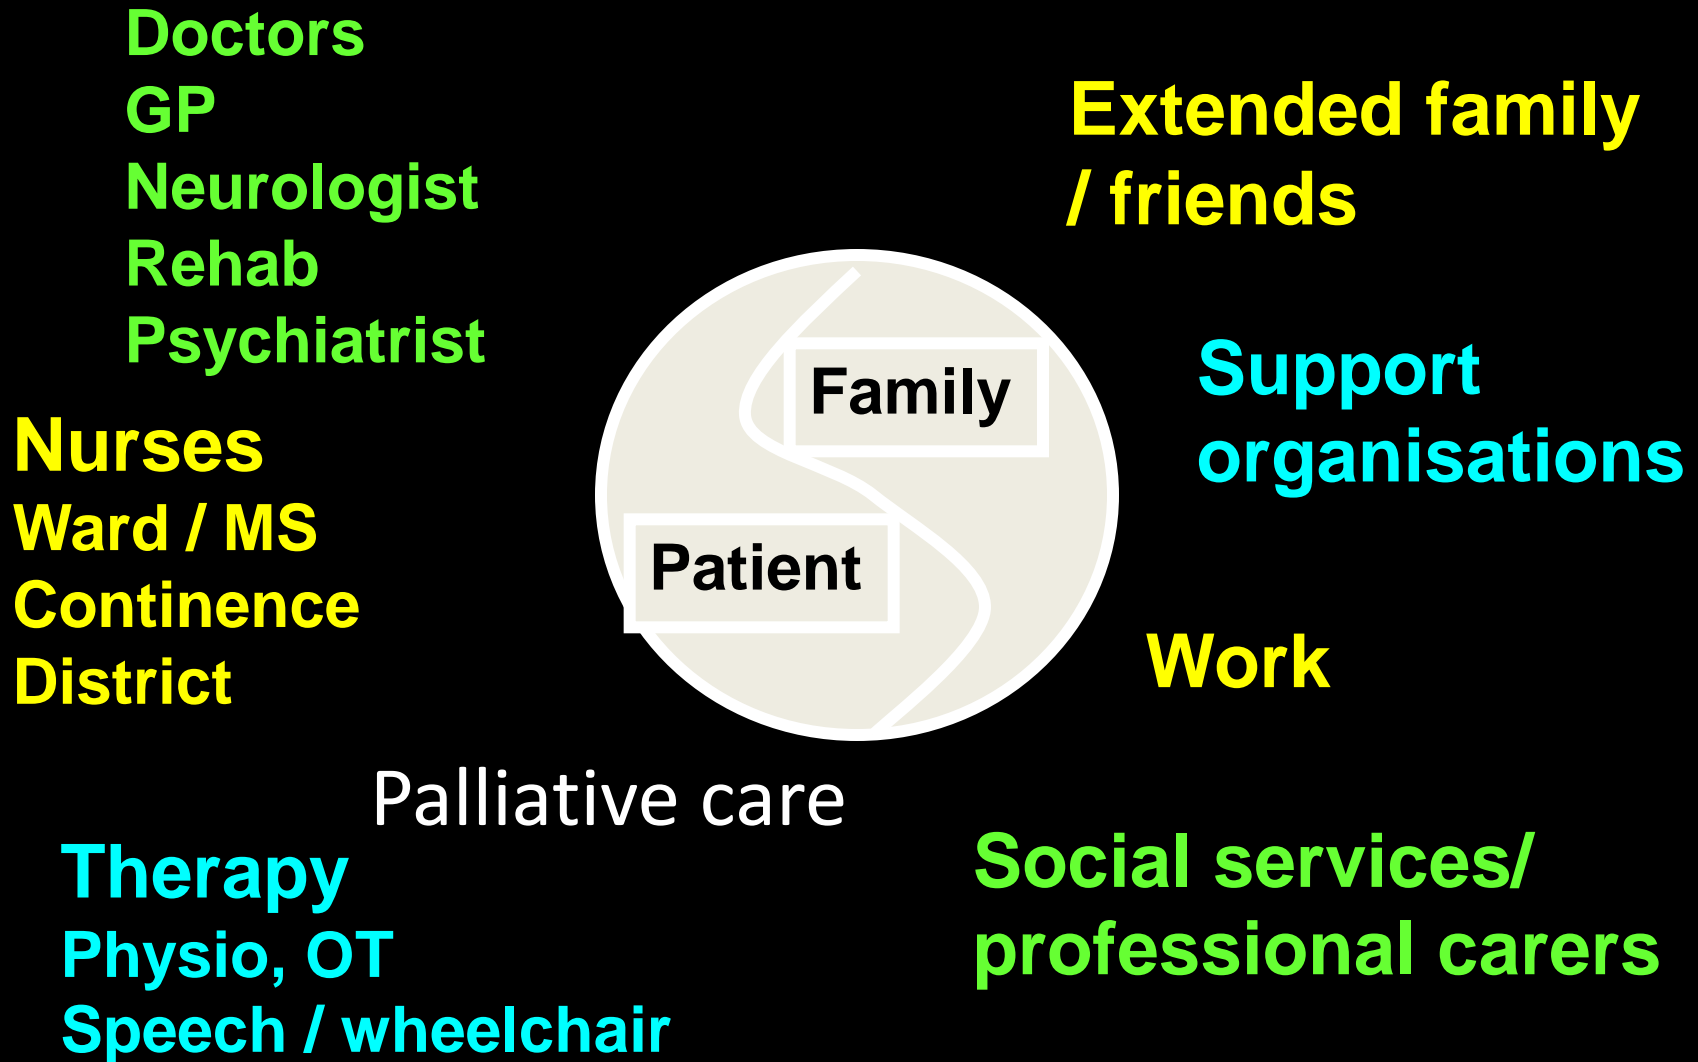 Doctors
GP
Neurologist
Rehab
Psychiatrist
Nurses
Ward / MS
Continence
District
Palliative care
Therapy
Physio, OT
Speech / wheelchair
Family
Patient
Extended family
/ friends
Support
organisations
Work
Social services/
professional carers